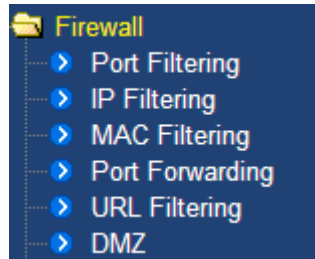 Firewall
Port Filtering
IP Filtering
MAC Filtering
Port Forwarding
URL Filtering
DMZ